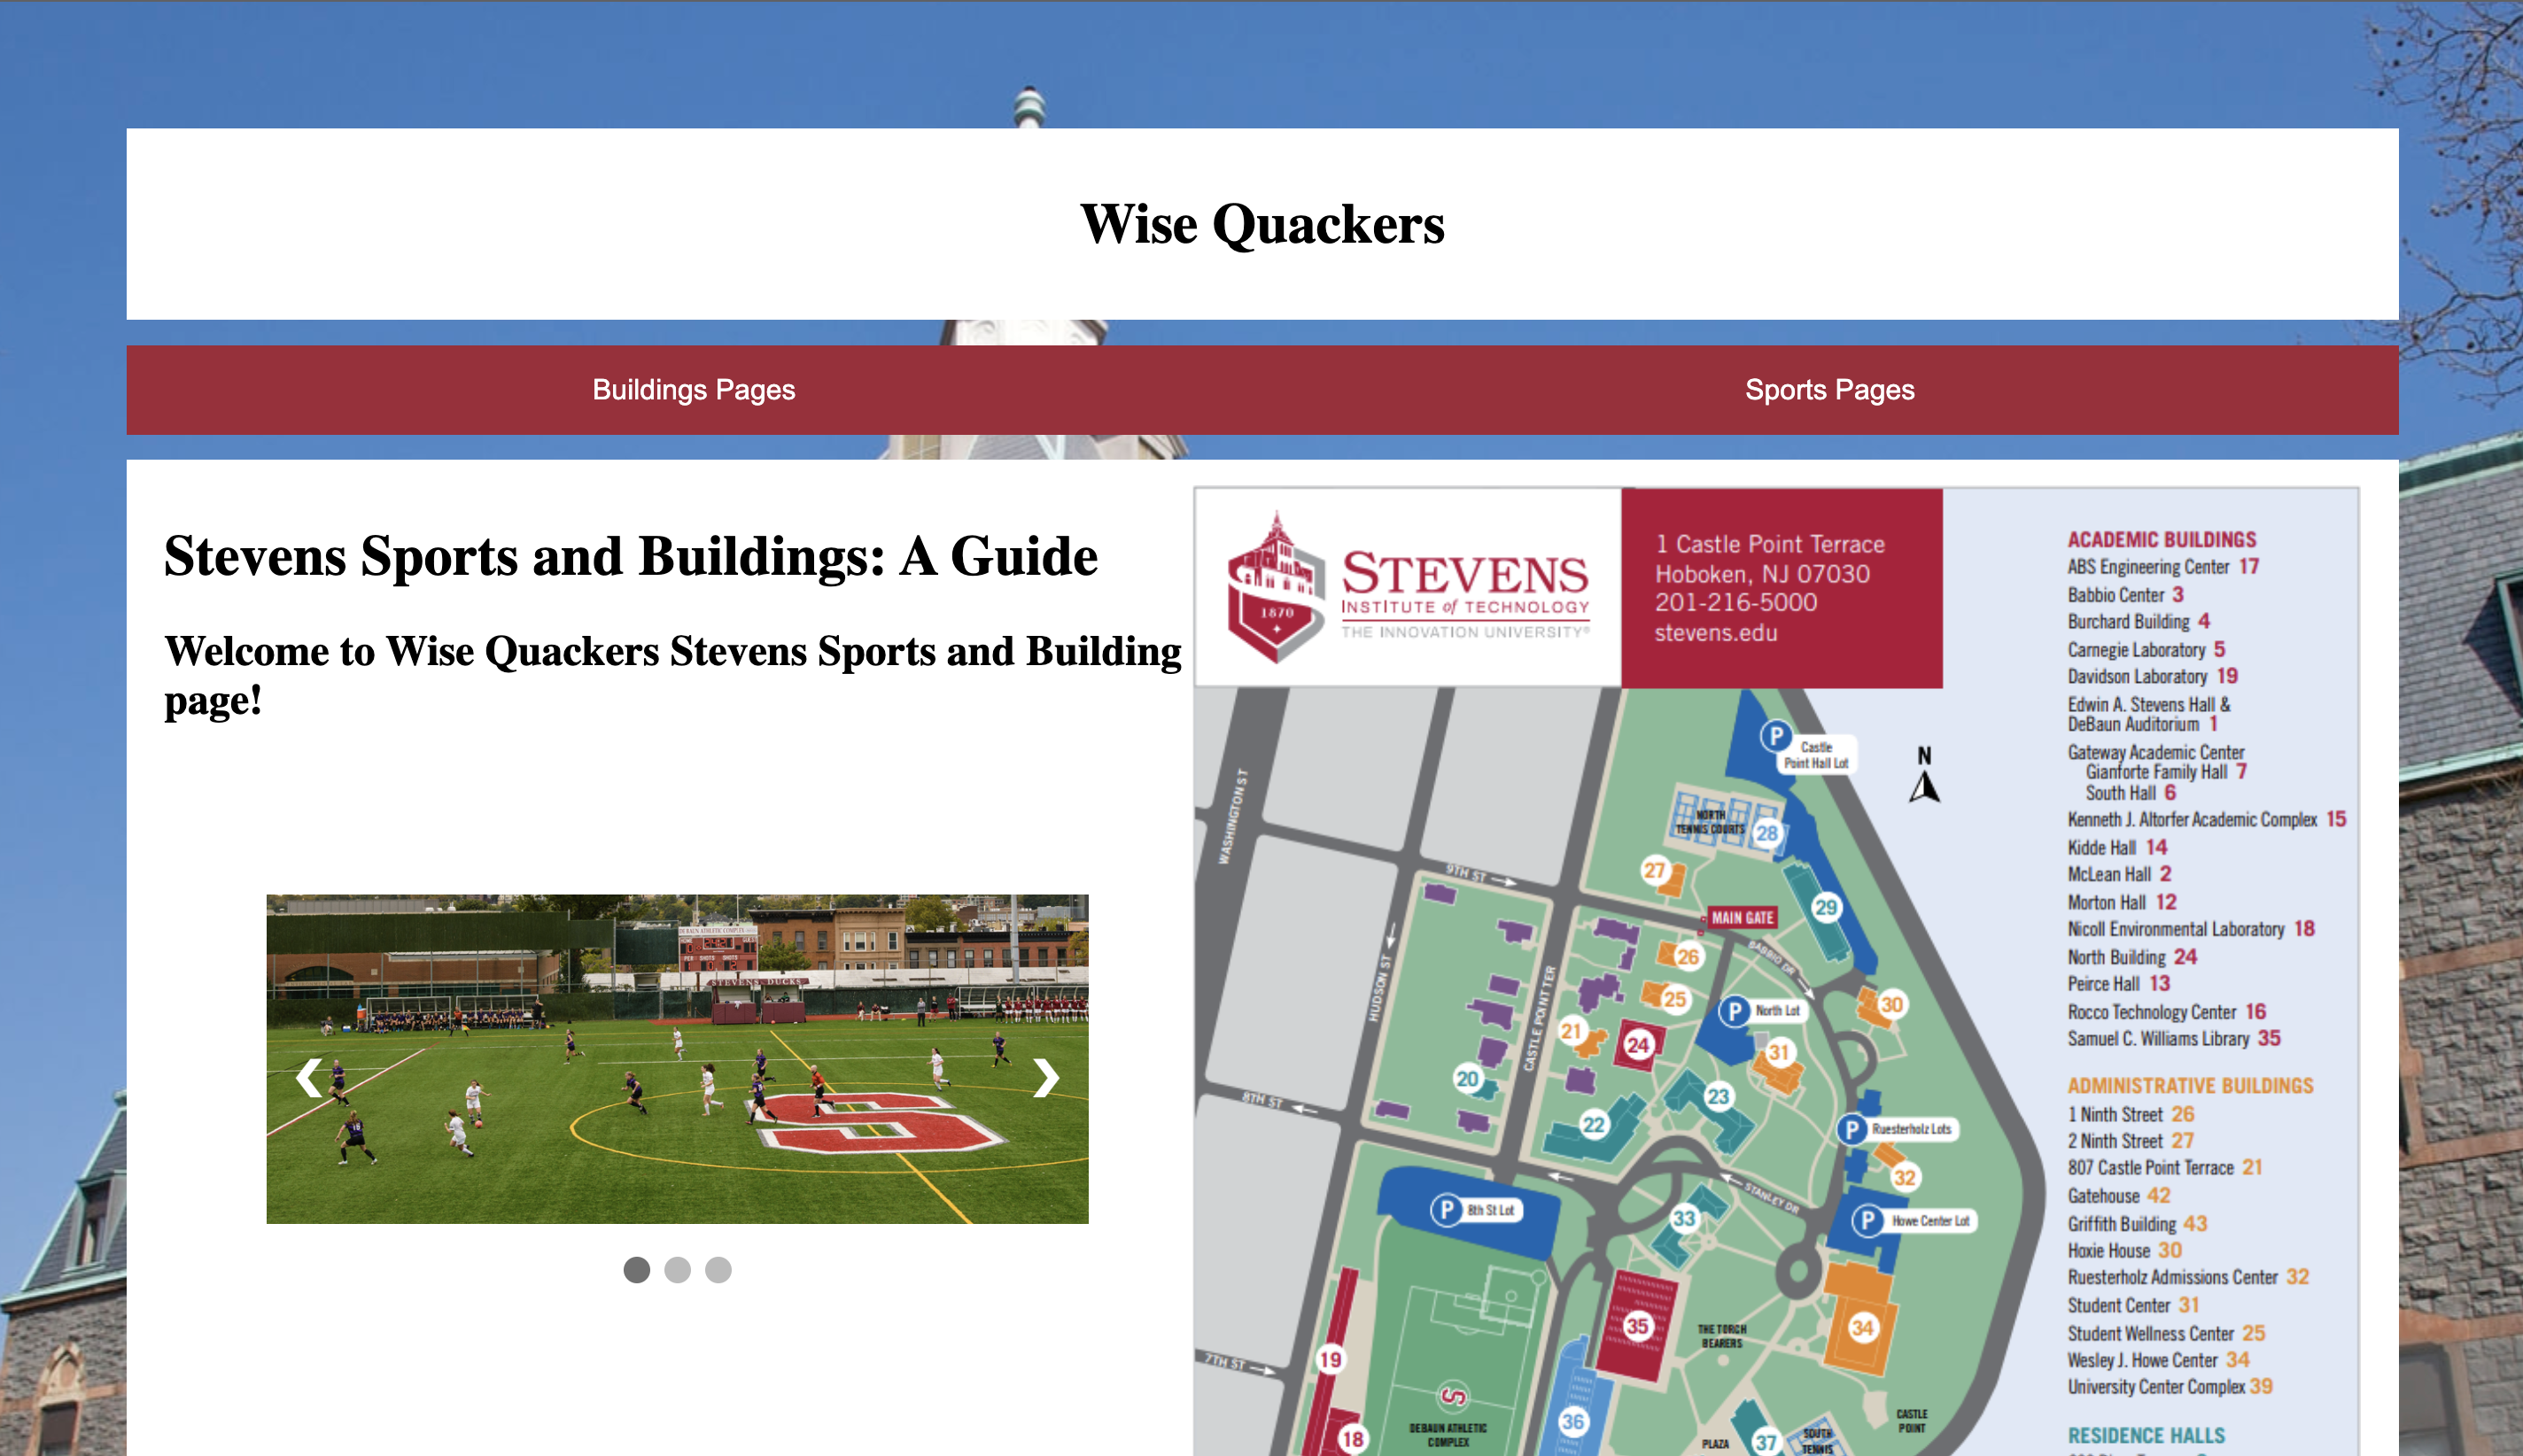 Wise Quackers
Buildings Pages
Sports Pages
Stevens Sports and Buildings: A Guide
Welcome to Wise Quackers Stevens Sports and Building
page!
DEBAUN ATHLETIC COMPLEX
STEVENS DUCKS
S
1870
STEVENS
INSTITUTE of TECHNOLOGY
THE INNOVATION UNIVERSITY®
1 Castle Point Terrace
Hoboken, NJ 07030
201-216-5000
stevens.edu
P
Castle
Point Hall Lot
N
WASHINGTON ST
NORTH
TENNIS COURTS
28
27
9TH ST
29
MAIN GATE
26
BABBIO DR
HUDSON ST
CASTLE POINT TER
25
P North Lot
30
21
24
31
20
23
8TH ST
22
P Ruesterholz Lots
32
STANLEY DR
P 8th St Lot
33
P Howe Center Lot
35
THE TORCH
BEARERS
34
7TH ST
19
S
36
18
DEBAUN ATHLETIC
COMPLEX
CASTLE
POINT
PLAZA
37
SOUTH
TENNIS
ACADEMIC BUILDINGS
ABS Engineering Center 17
Babbio Center 3
Burchard Building 4
Carnegie Laboratory 5
Davidson Laboratory 19
Edwin A. Stevens Hall &
DeBaun Auditorium 1
Gateway Academic Center
Gianforte Family Hall 7
South Hall 6
Kenneth J. Altorfer Academic Complex 15
Kidde Hall 14
McLean Hall 2
Morton Hall 12
Nicoll Environmental Laboratory 18
North Building 24
Peirce Hall 13
Rocco Technology Center 16
Samuel C. Williams Library 35
ADMINISTRATIVE BUILDINGS
1 Ninth Street 26
2 Ninth Street 27
807 Castle Point Terrace 21
Gatehouse 42
Griffith Building 43
Hoxie House 30
Ruesterholz Admissions Center 32
Student Center 31
Student Wellness Center 25
Wesley J. Howe Center 34
University Center Complex 39
RESIDENCE HALLS